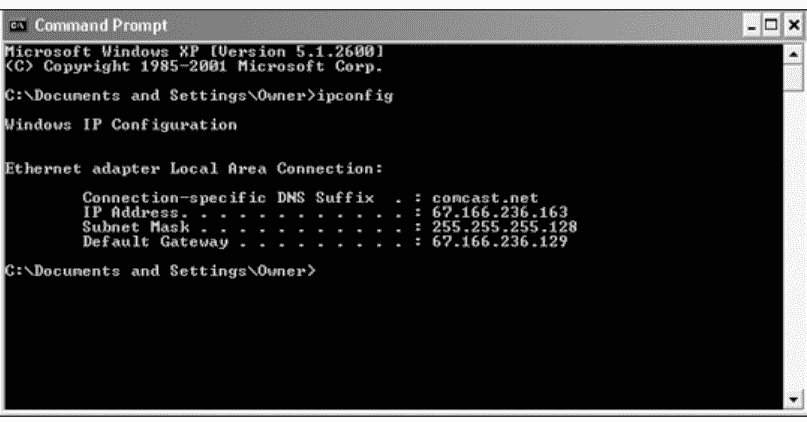 Command Prompt
Microsoft Windows XP [Version 5.1.2600]
(C) Copyright 1985-2001 Microsoft Corp.
C:\Documents and Settings\Owner>ipconfig
Windows IP Configuration
Ethernet adapter Local Area Connection:
Connection-specific DNS Suffix . : comcast.net
IP Address. . . . . . . . . . . . : 67.166.236.163
Subnet Mask . . . . . . . . . . . : 255.255.255.128
Default Gateway . . . . . . . . . : 67.166.236.129
C:\Documents and Settings\Owner>